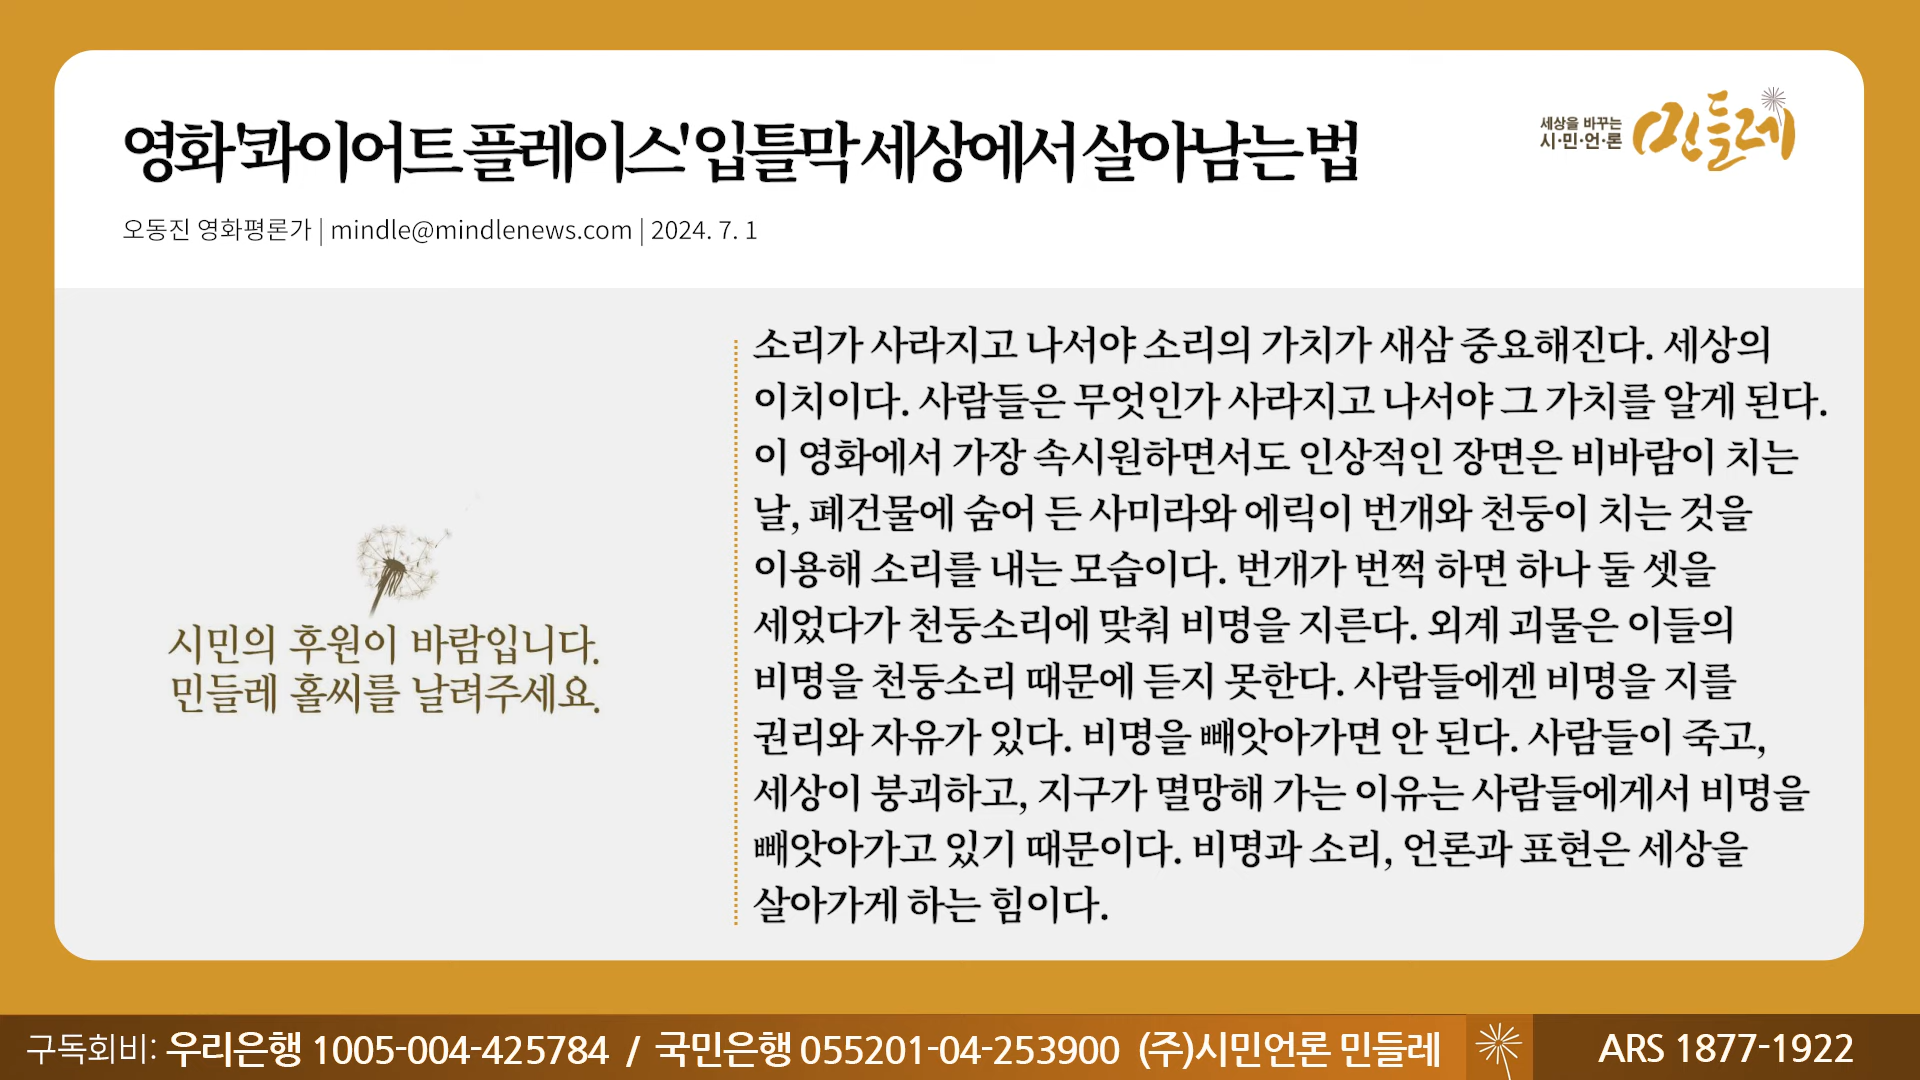 영화'콰이어트 플레이스' 입틀막 세상에서 살아남는 법
세상을 바꾸는
시·민·언·론
민들레
오동진 영화평론가 | mindle@mindlenews.com | 2024. 7. 1
시민의 후원이 바람입니다.
민들레 홀씨를 날려주세요.
소리가 사라지고 나서야 소리의 가치가 새삼 중요해진다. 세상의
이치이다. 사람들은 무엇인가 사라지고 나서야 그 가치를 알게 된다.
이 영화에서 가장 속시원하면서도 인상적인 장면은 비바람이 치는
날, 폐건물에 숨어 든 사미라와 에릭이 번개와 천둥이 치는 것을
이용해 소리를 내는 모습이다. 번개가 번쩍 하면 하나 둘 셋을
세었다가 천둥소리에 맞춰 비명을 지른다. 외계 괴물은 이들의
비명을 천둥소리 때문에 듣지 못한다. 사람들에겐 비명을 지를
권리와 자유가 있다. 비명을 빼앗아가면 안 된다. 사람들이 죽고,
세상이 붕괴하고, 지구가 멸망해 가는 이유는 사람들에게서 비명을
빼앗아가고 있기 때문이다. 비명과 소리, 언론과 표현은 세상을
살아가게 하는 힘이다.
구독회비: 우리은행 1005-004-425784 / 국민은행 055201-04-253900 (주)시민언론 민들레
ARS 1877-1922